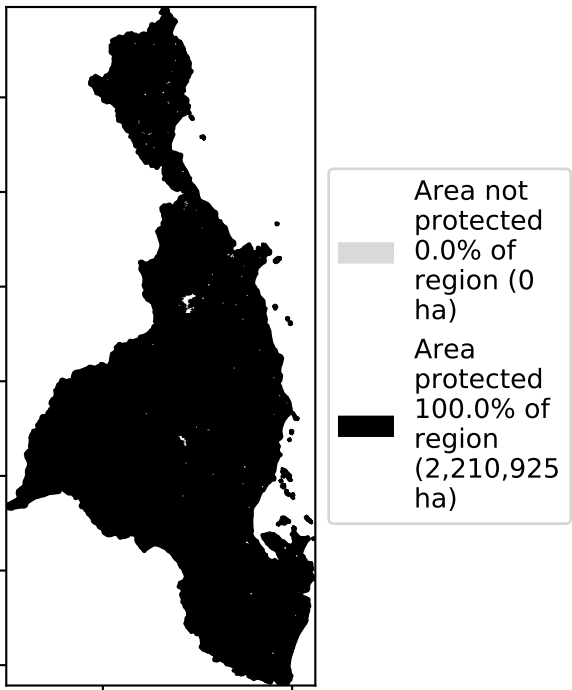 Area not
protected
0.0% of
region (0
ha)
Area
protected
100.0% of
region
(2,210,925
ha)